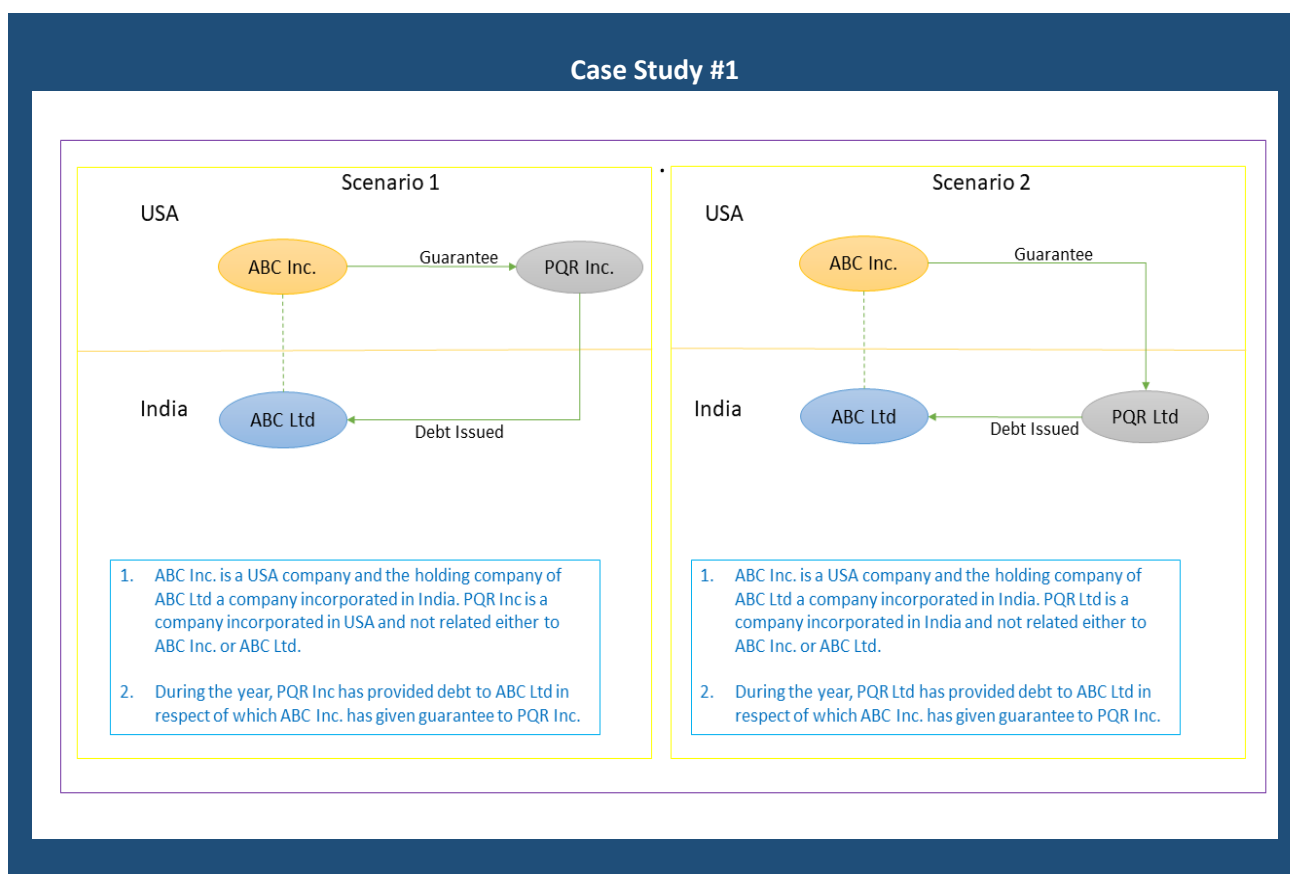 Case Study #1
Scenario 1
USA
ABC Inc.
Guarantee
PQR Inc.
India
ABC Ltd
Debt Issued
1. ABC Inc. is a USA company and the holding company of
ABC Ltd a company incorporated in India. PQR Inc is a
company incorporated in USA and not related either to
ABC Inc. or ABC Ltd.
2. During the year, PQR Inc has provided debt to ABC Ltd in
respect of which ABC Inc. has given guarantee to PQR Inc.
.
Scenario 2
USA
ABC Inc.
Guarantee
India
ABC Ltd
Debt Issued
PQR Ltd
1. ABC Inc. is a USA company and the holding company of
ABC Ltd a company incorporated in India. PQR Ltd is a
company incorporated in India and not related either to
ABC Inc. or ABC Ltd.
2. During the year, PQR Ltd has provided debt to ABC Ltd in
respect of which ABC Inc. has given guarantee to PQR Inc.